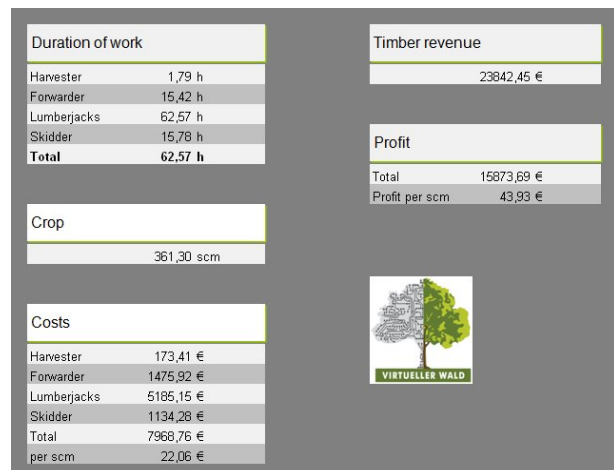 Duration of work
Harvester 1,79 h
Forwarder 15,42 h
Lumberjacks 62,57 h
Skidder 15,78 h
Total 62,57 h
Crop
361,30 scm
Costs
Harvester 173,41 €
Forwarder 1475,92 €
Lumberjacks 5185,15 €
Skidder 1134,28 €
Total 7968,76 €
per scm 22,06 €
Timber revenue
23842,45 €
Profit
Total 15873,69 €
Profit per scm 43,93 €
VIRTUELLER WALD